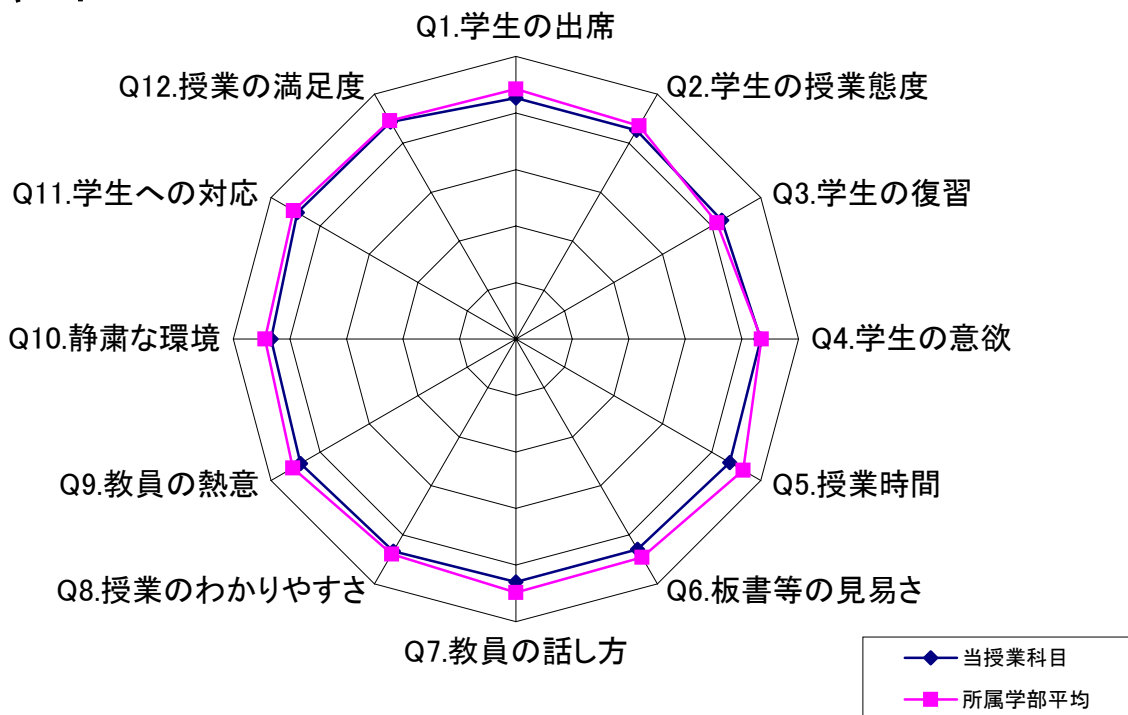 Q1.学生の出席
Q2.学生の授業態度
Q3.学生の復習
Q4.学生の意欲
Q5.授業時間
Q6.板書等の見易さ
Q7.教員の話し方
Q8.授業のわかりやすさ
Q9.教員の熱意
Q10.静粛な環境
Q11.学生への対応
Q12.授業の満足度
当授業科目
所属学部平均